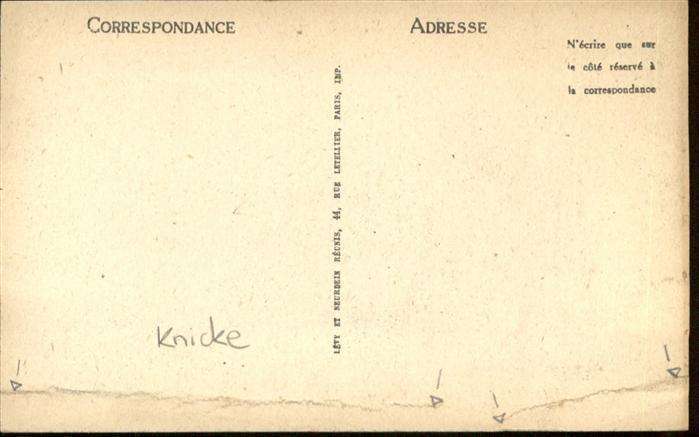 CORRESPONDANCE
ADRESSE
N'écrire que sur
le côté réservé à
la correspondance
LÉVY ET NEURDEIN RÉUNIS, 44, RUE LETELLIER, PARIS, IMP.
Knicke